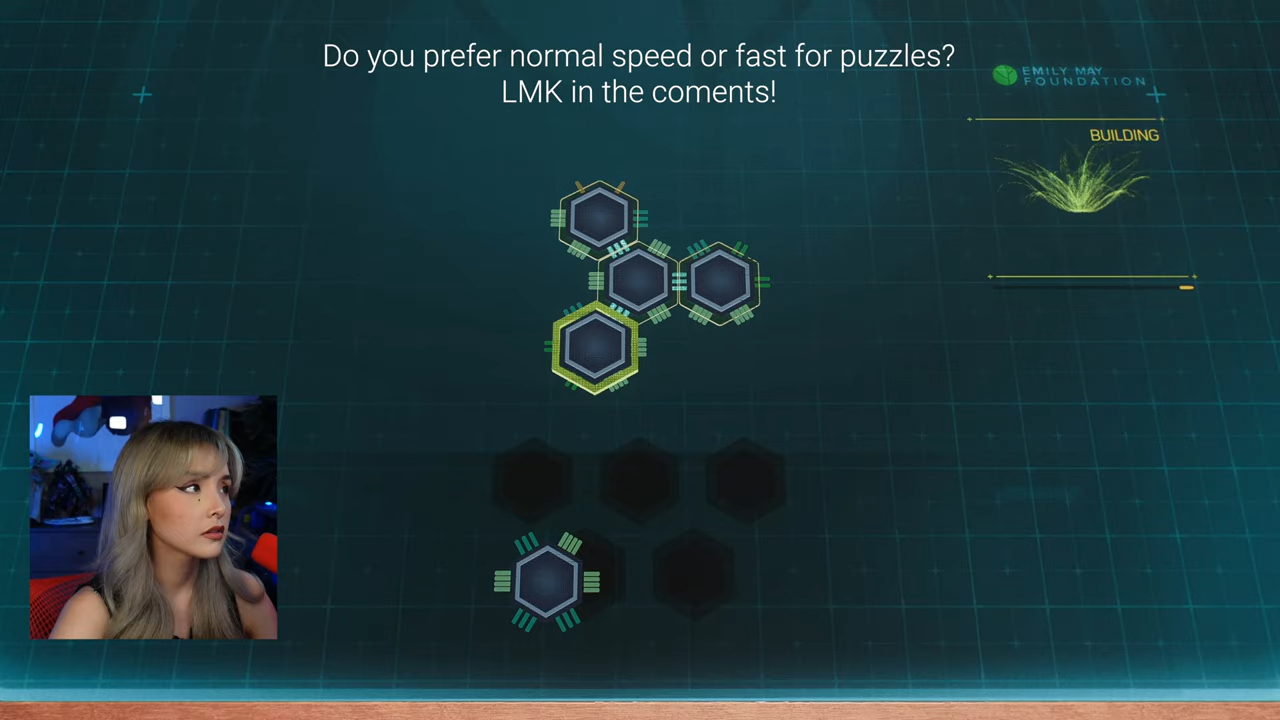 Do you prefer normal speed or fast for puzzles?
LMK in the coments!
EMILY MAY
FOUNDATION
BUILDING